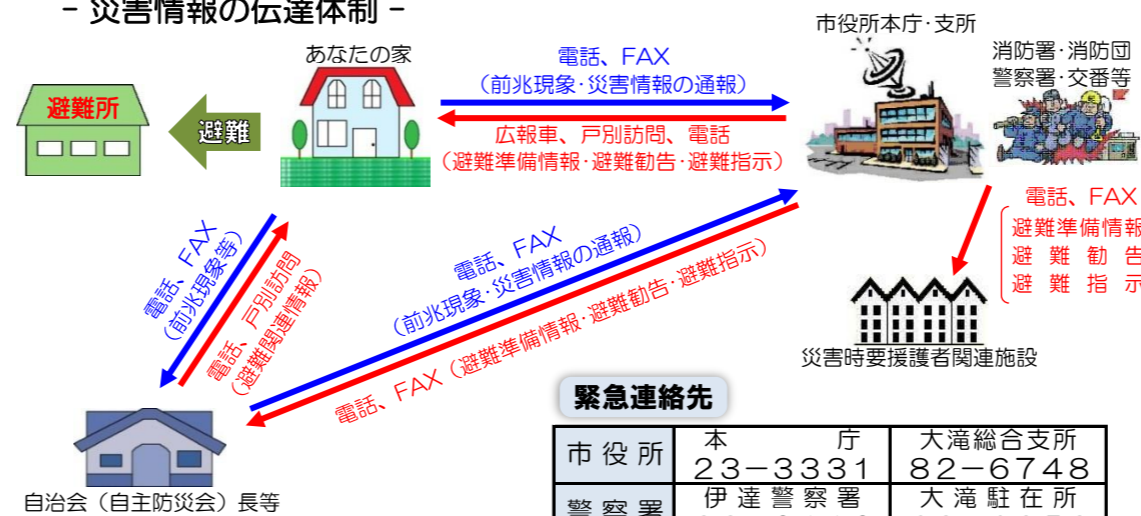 - 災害情報の伝達体制 -
市役所本庁・支所
あなたの家
消防署・消防団
警察署・交番等
電話、FAX
(前兆現象・災害情報の通報)
避難所
避難
広報車、戸別訪問、電話
(避難準備情報・避難勧告・避難指示)
電話、FAX
避難準備情報
避難勧告
避難指示
電話、FAX
(前兆現象等)
電話、戸別訪問
(避難関連情報)
電話、FAX
(前兆現象・災害情報の通報)
電話、FAX(避難準備情報・避難勧告・避難指示)
災害時要援護者関連施設
緊急連絡先
市役所 本庁 大滝総合支所
23-3331 82-6748
警察署 伊達警察署 大滝駐在所
自治会(自主防災会)長等